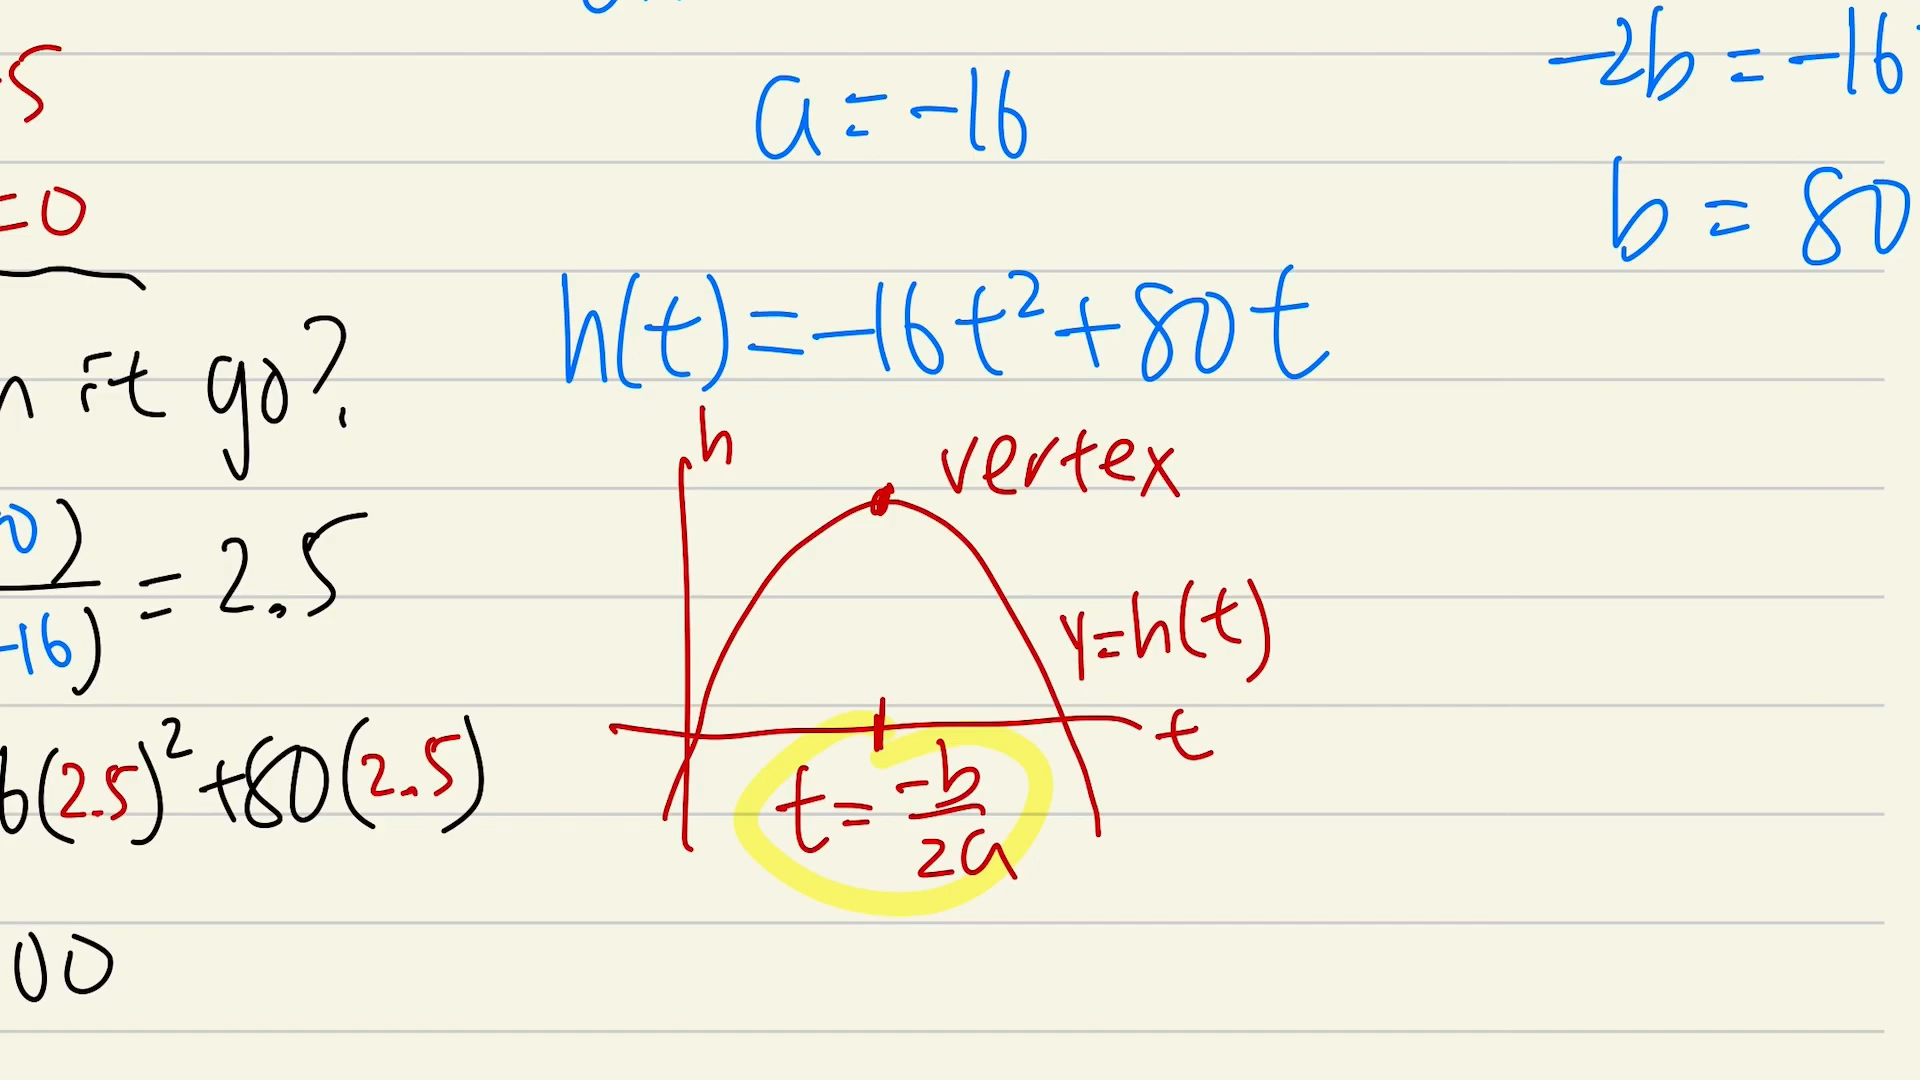 a = -16
-2b = -16
b = 80
5
=0
h(t) = -16t² + 80t
n it go?
h
vertex
0)
-16)
= 2.5
y = h(t)
t
6(2.5)² + 80(2.5)
t = -b/2a
00